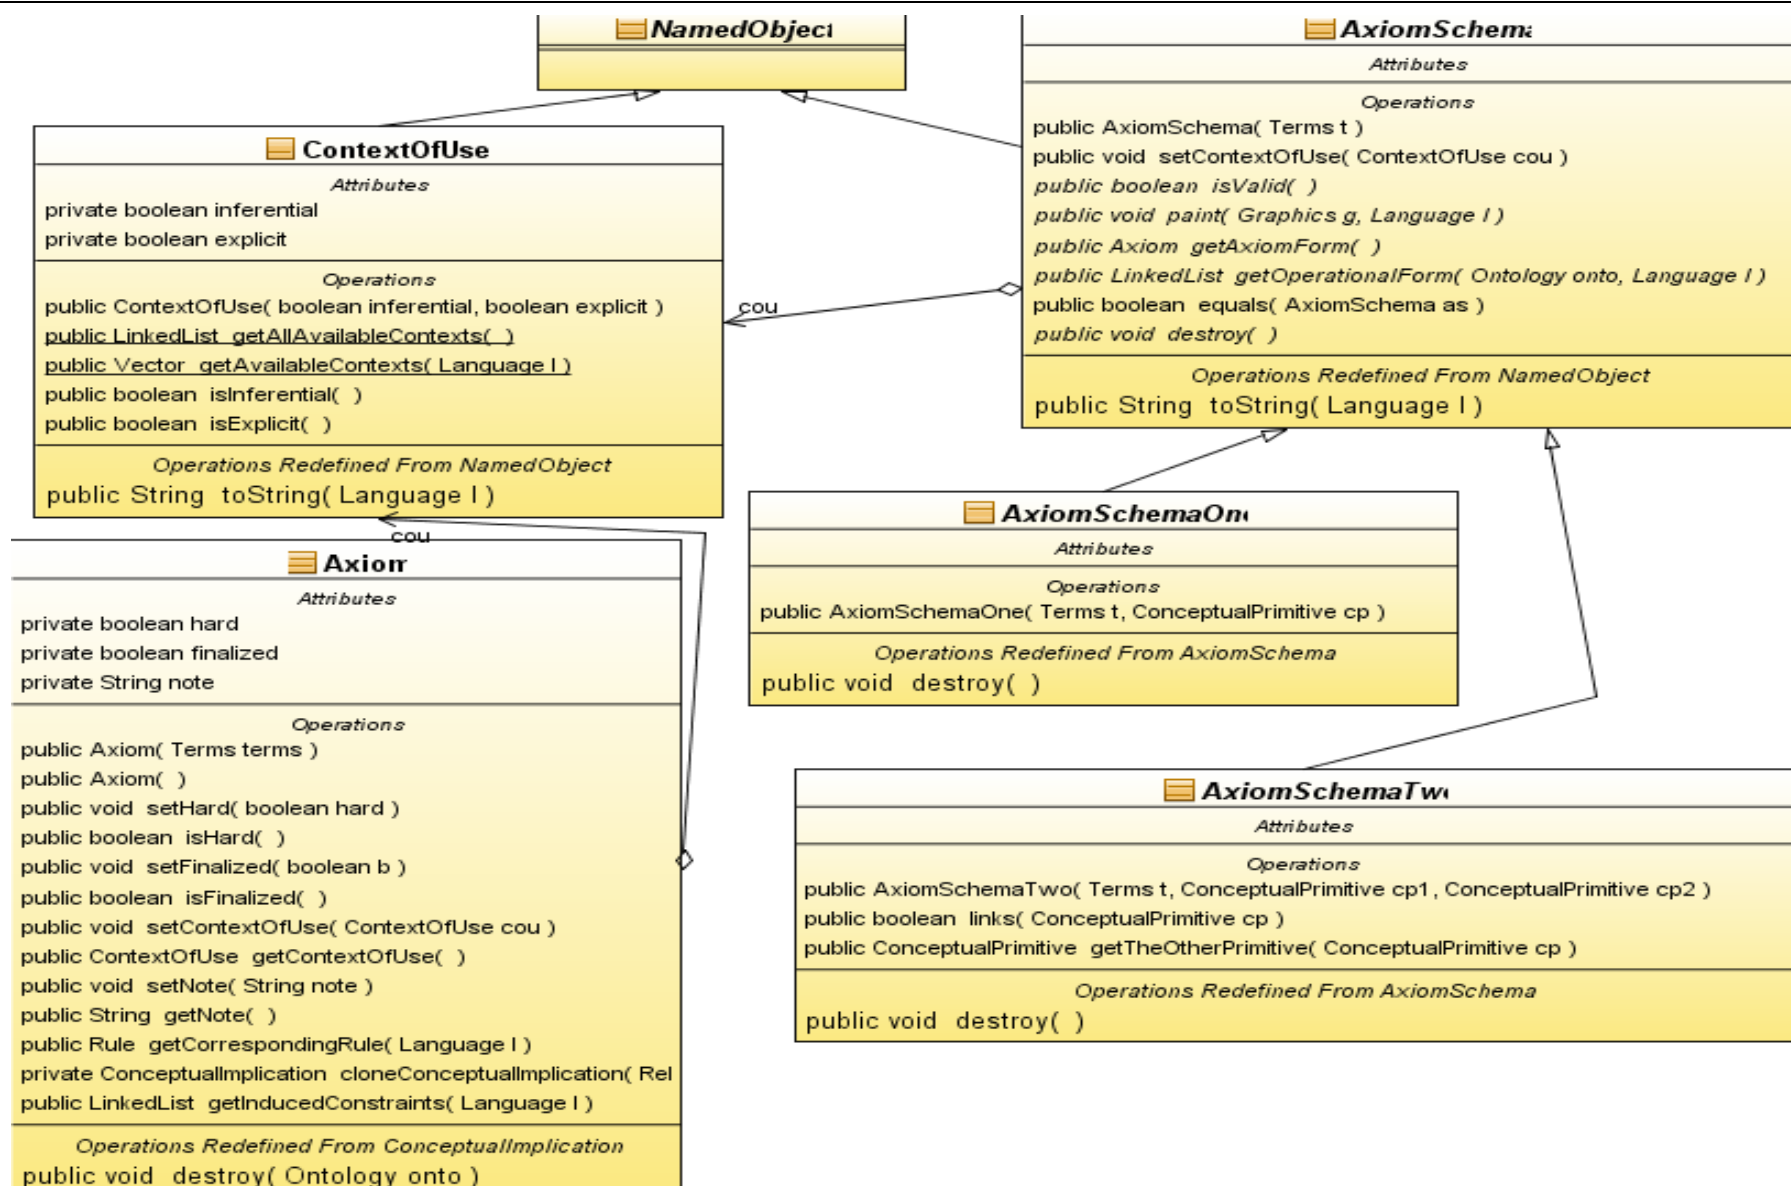 NamedObject
ContextOfUse
Attributes
private boolean inferential
private boolean explicit
Operations
public ContextOfUse( boolean inferential, boolean explicit )
public LinkedList getAllAvailableContexts( )
public Vector getAvailableContexts( Language l )
public boolean isInferential( )
public boolean isExplicit( )
Operations Redefined From NamedObject
public String toString( Language l )
cou
AxiomSchema
Attributes
Operations
public AxiomSchema( Terms t )
public void setContextOfUse( ContextOfUse cou )
public boolean isValid( )
public void paint( Graphics g, Language l )
public Axiom getAxiomForm( )
public LinkedList getOperationalForm( Ontology onto, Language l )
public boolean equals( AxiomSchema as )
public void destroy( )
Operations Redefined From NamedObject
public String toString( Language l )
cou
Axiom
Attributes
private boolean hard
private boolean finalized
private String note
Operations
public Axiom( Terms terms )
public Axiom( )
public void setHard( boolean hard )
public boolean isHard( )
public void setFinalized( boolean b )
public boolean isFinalized( )
public void setContextOfUse( ContextOfUse cou )
public ContextOfUse getContextOfUse( )
public void setNote( String note )
public String getNote( )
public Rule getCorrespondingRule( Language l )
private ConceptualImplication cloneConceptualImplication( Rel
public LinkedList getInducedConstraints( Language l )
Operations Redefined From ConceptualImplication
public void destroy( Ontology onto )
AxiomSchemaOne
Attributes
Operations
public AxiomSchemaOne( Terms t, ConceptualPrimitive cp )
Operations Redefined From AxiomSchema
public void destroy( )
AxiomSchemaTwo
Attributes
Operations
public AxiomSchemaTwo( Terms t, ConceptualPrimitive cp1, ConceptualPrimitive cp2 )
public boolean links( ConceptualPrimitive cp )
public ConceptualPrimitive getTheOtherPrimitive( ConceptualPrimitive cp )
Operations Redefined From AxiomSchema
public void destroy( )